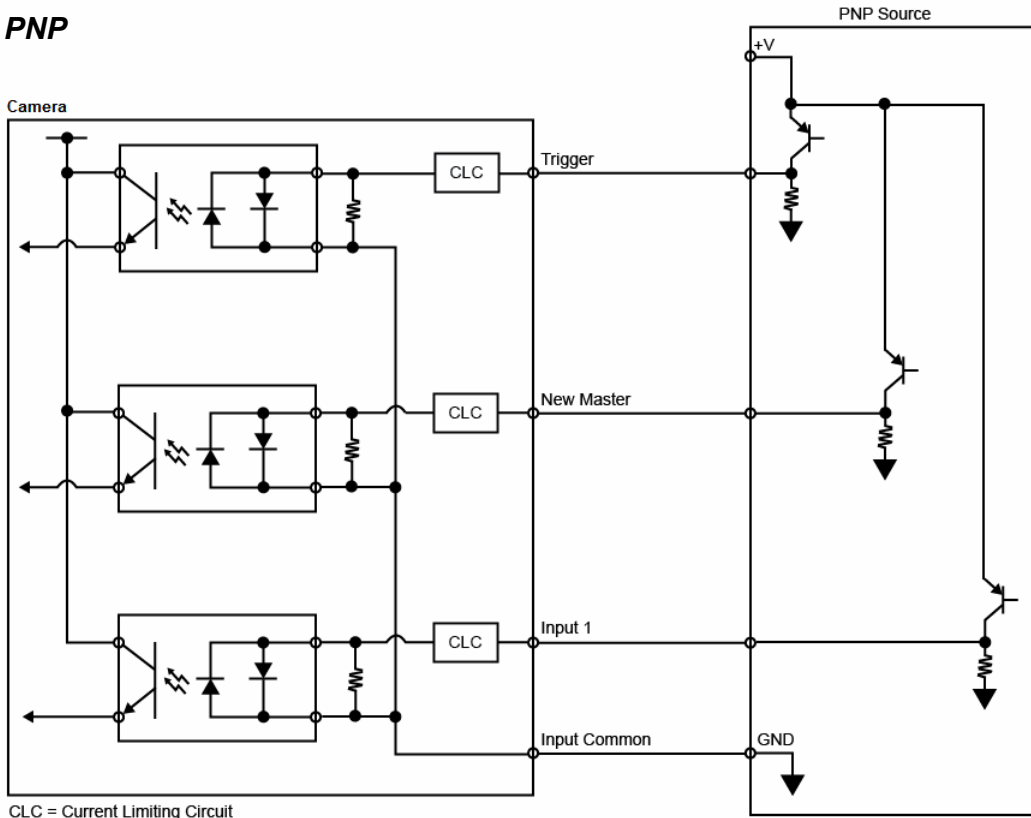 PNP
PNP Source
+V
Camera
CLC
Trigger
CLC
New Master
CLC
Input 1
Input Common
GND
CLC = Current Limiting Circuit